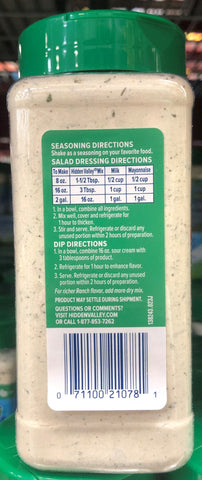 SEASONING DIRECTIONS
Shake as a seasoning on your favorite food.
SALAD DRESSING DIRECTIONS
To Make Hidden Valley® Mix Milk Mayonnaise
8 oz. 1-1/2 Tbsp. 1/2 cup 1/2 cup
16 oz. 3 Tbsp. 1 cup 1 cup
2 gal. 16 oz. 1 gal. 1 gal.
1. In a bowl, combine all ingredients.
2. Mix well, cover and refrigerate for
1 hour to thicken.
3. Stir and serve. Refrigerate or discard any
unused portion within 2 hours of preparation.
DIP DIRECTIONS
1. In a bowl, combine 16 oz. sour cream with
3 tablespoons of product.
2. Refrigerate for 1 hour to enhance flavor.
3. Serve. Refrigerate or discard any unused
portion within 2 hours of preparation.
For richer Ranch flavor, add more dry mix.
PRODUCT MAY SETTLE DURING SHIPMENT.
QUESTIONS OR COMMENTS?
VISIT HIDDENVALLEY.COM
OR CALL 1-877-853-7262
0 71100 21078 1